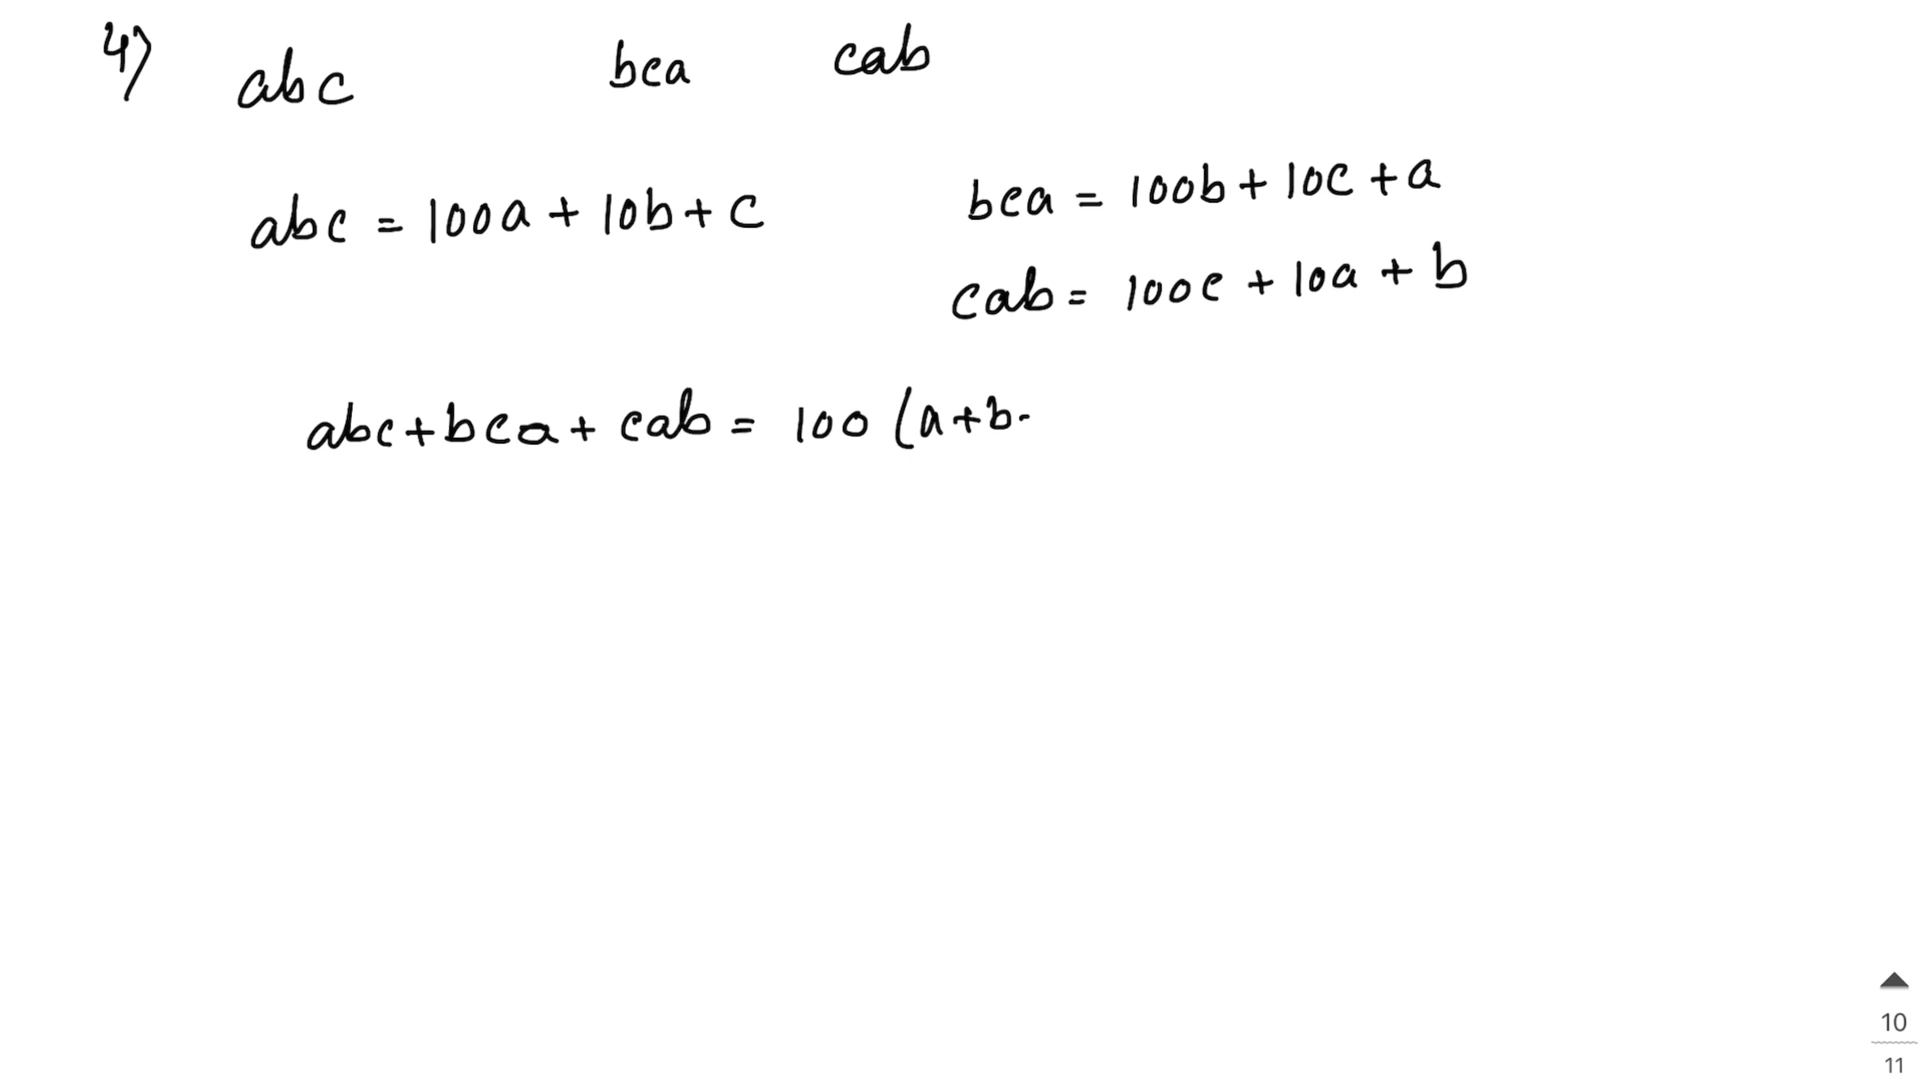 4) abc bca cab
abc = 100a + 10b + c
bca = 100b + 10c + a
cab = 100c + 10a + b
abc + bca + cab = 100 (a+b-
10
11